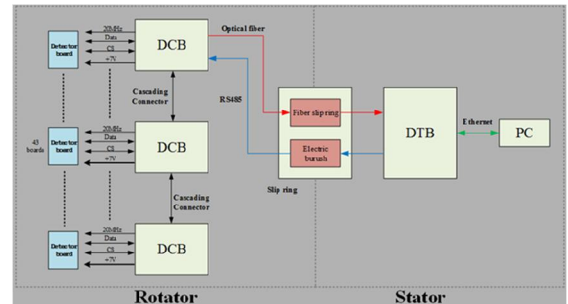 20MHz
Data
CS
+7V
Detector
board
DCB
Optical fiber
Cascading
Connector
RS485
Fiber slip ring
Electric
burush
Slip ring
DTB
Ethernet
PC
43
boards
20MHz
Data
CS
+7V
Detector
board
DCB
Cascading
Connector
20MHz
Data
CS
+7V
Detector
board
DCB
Rotator
Stator